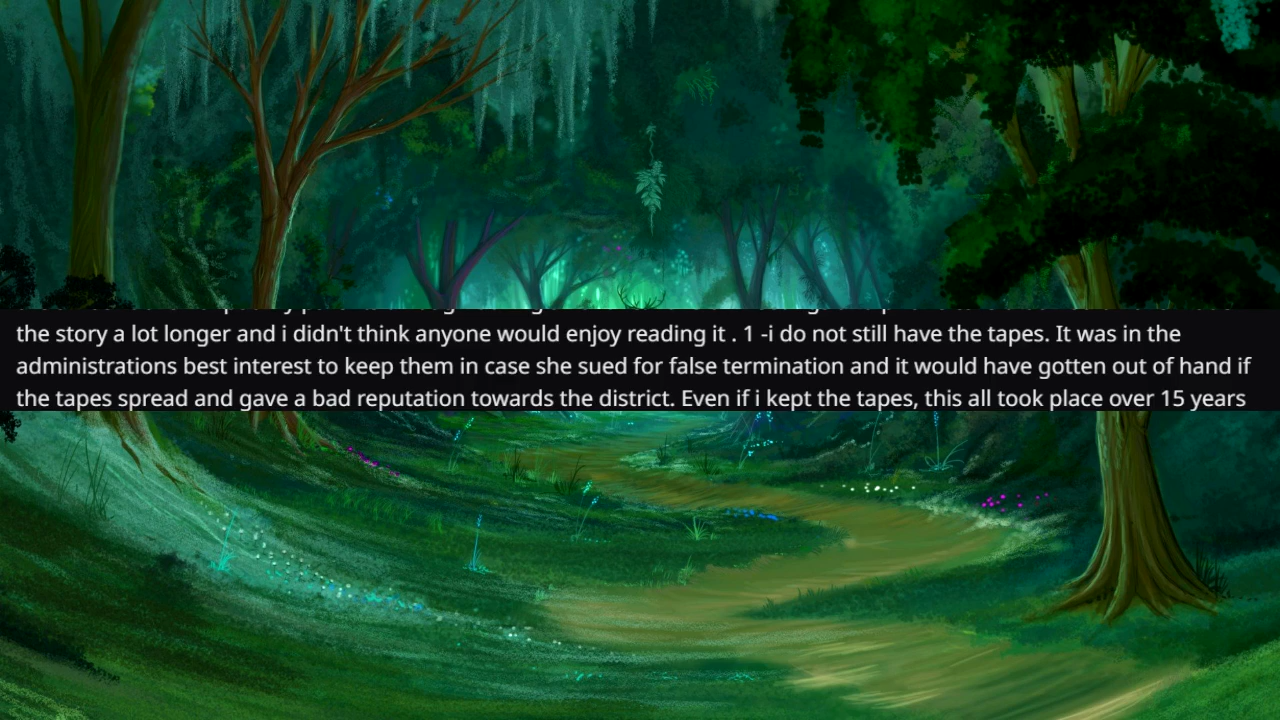 the story a lot longer and i didn't think anyone would enjoy reading it . 1 -i do not still have the tapes. It was in the
administrations best interest to keep them in case she sued for false termination and it would have gotten out of hand if
the tapes spread and gave a bad reputation towards the district. Even if i kept the tapes, this all took place over 15 years